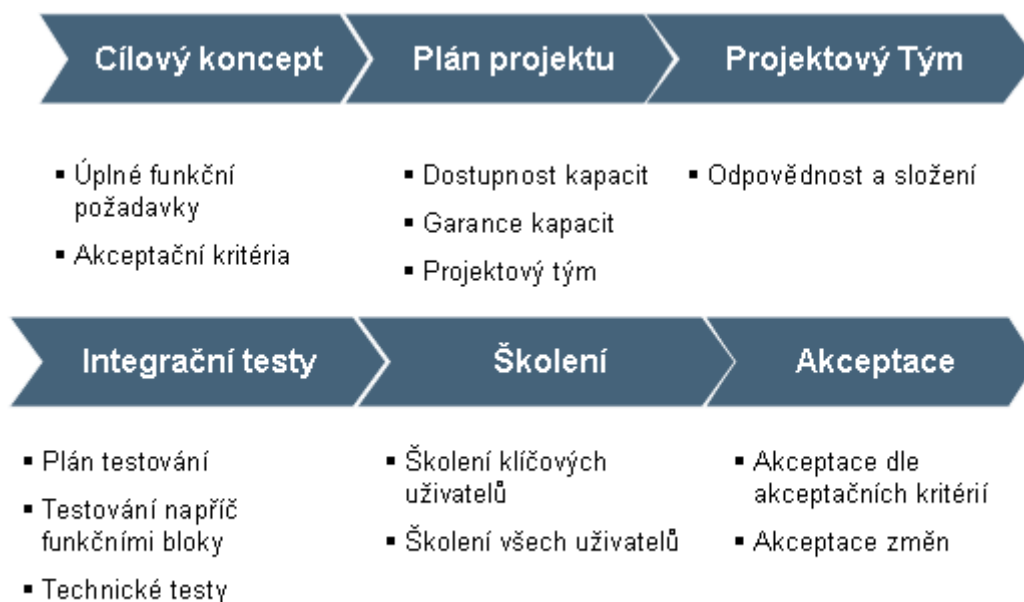 Cílový koncept
Plán projektu
Projektový Tým
▪ Úplné funkční
požadavky
▪ Akceptační kritéria
▪ Dostupnost kapacit
▪ Garance kapacit
▪ Projektový tým
▪ Odpovědnost a složení
Integrační testy
Školení
Akceptace
▪ Plán testování
▪ Testování napříč
funkčními bloky
▪ Technické testy
▪ Školení klíčových
uživatelů
▪ Školení všech uživatelů
▪ Akceptace dle
akceptačních kritérií
▪ Akceptace změn